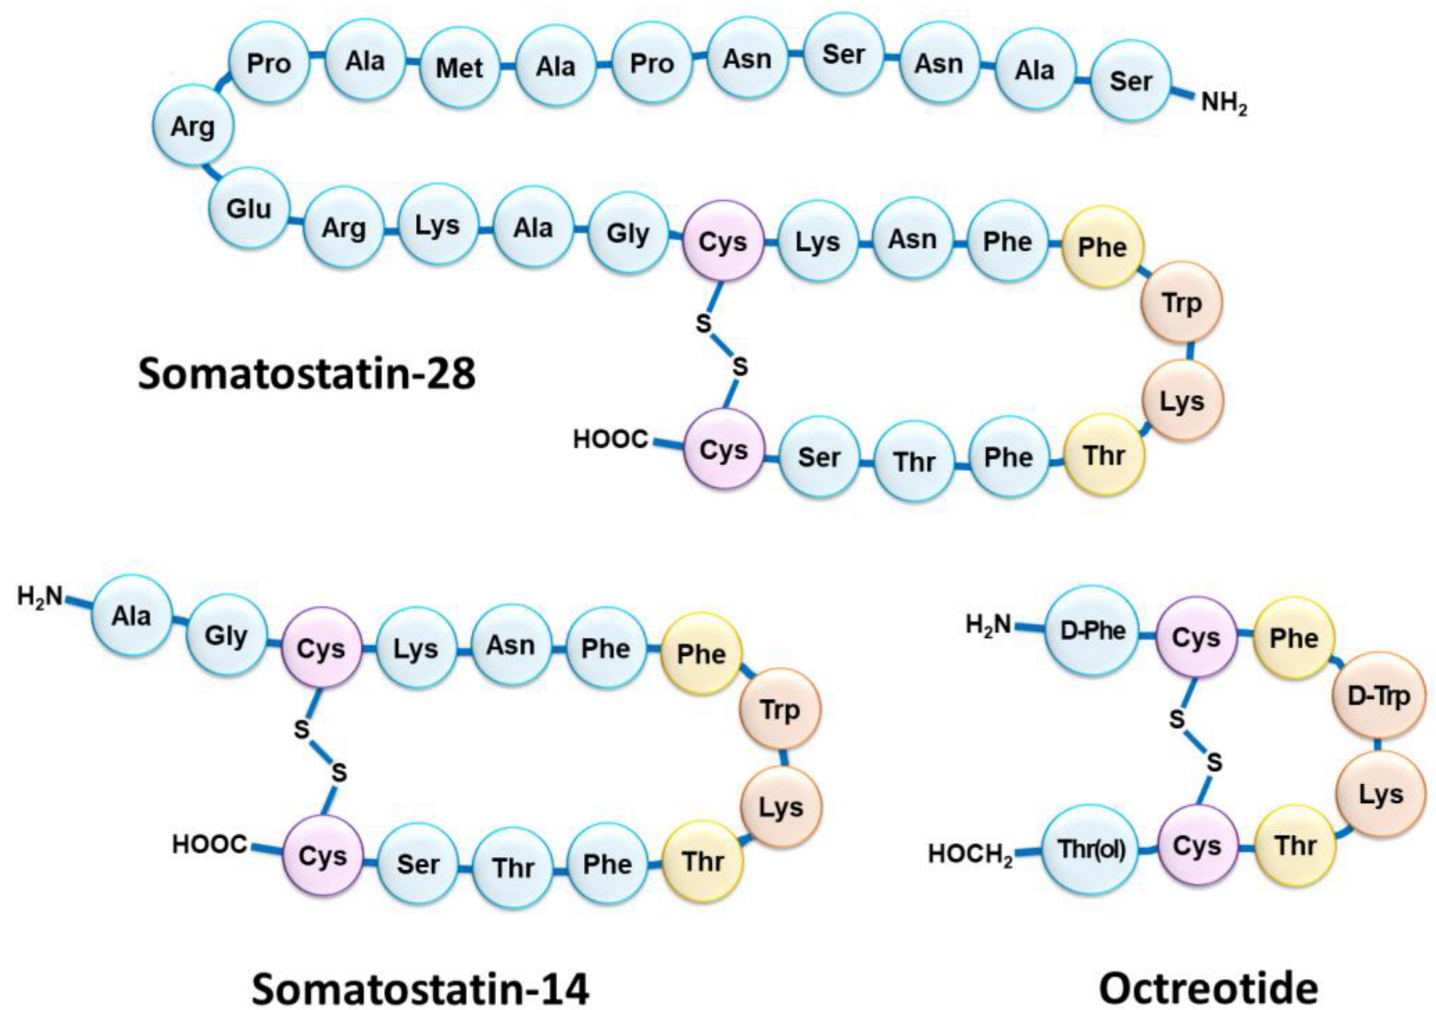 Pro Ala Met Ala Pro Asn Ser Asn Ala Ser NH2
Arg
Glu Arg Lys Ala Gly Cys Lys Asn Phe Phe
Trp
S
S
Somatostatin-28
Lys
HOOC Cys Ser Thr Phe Thr
H2N Ala Gly Cys Lys Asn Phe Phe
Trp
S
S
Lys
HOOC Cys Ser Thr Phe Thr
Somatostatin-14
H2N D-Phe Cys Phe
D-Trp
S
S
Lys
HOCH2 Thr(ol) Cys Thr
Octreotide